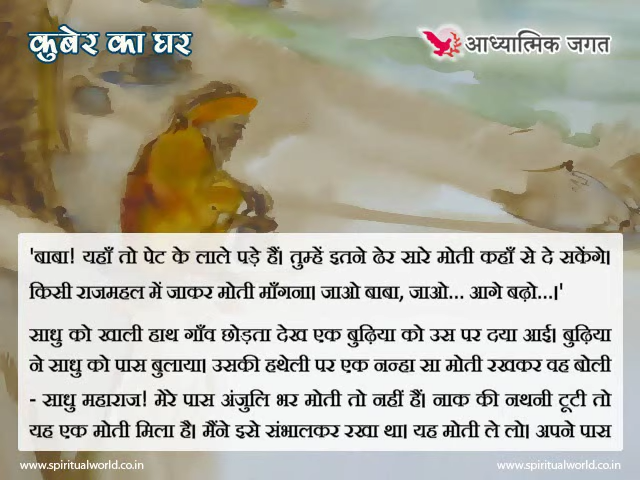 कुबेर का घर
आध्यात्मिक जगत
'बाबा! यहाँ तो पेट के लाले पड़े हैं। तुम्हें इतने ढेर सारे मोती कहाँ से दे सकेंगे।
किसी राजमहल में जाकर मोती माँगना। जाओ बाबा, जाओ... आगे बढ़ो...।'
साधु को खाली हाथ गाँव छोड़ता देख एक बुढ़िया को उस पर दया आई। बुढ़िया
ने साधु को पास बुलाया। उसकी हथेली पर एक नन्हा सा मोती रखकर वह बोली
- साधु महाराज! मेरे पास अंजुलि भर मोती तो नहीं हैं। नाक की नथनी टूटी तो
यह एक मोती मिला है। मैंने इसे संभालकर रखा था। यह मोती ले लो। अपने पास
www.spiritualworld.co.in
www.spiritualworld.co.in